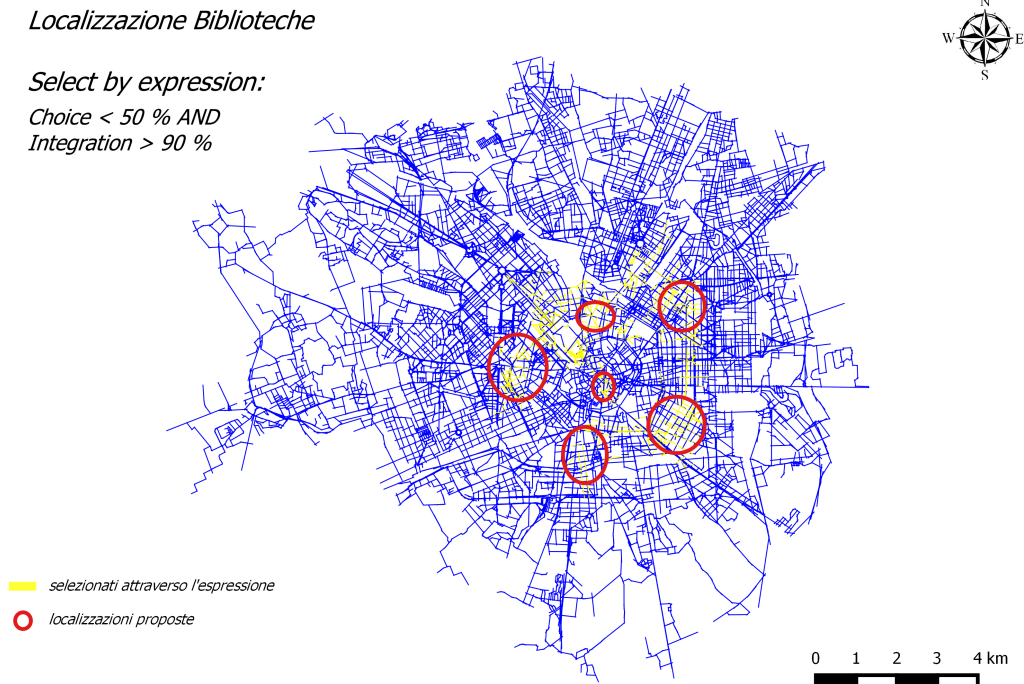 Localizzazione Biblioteche
N
W E
S
Select by expression:
Choice < 50 % AND
Integration > 90 %
selezionati attraverso l'espressione
localizzazioni proposte
0 1 2 3 4 km